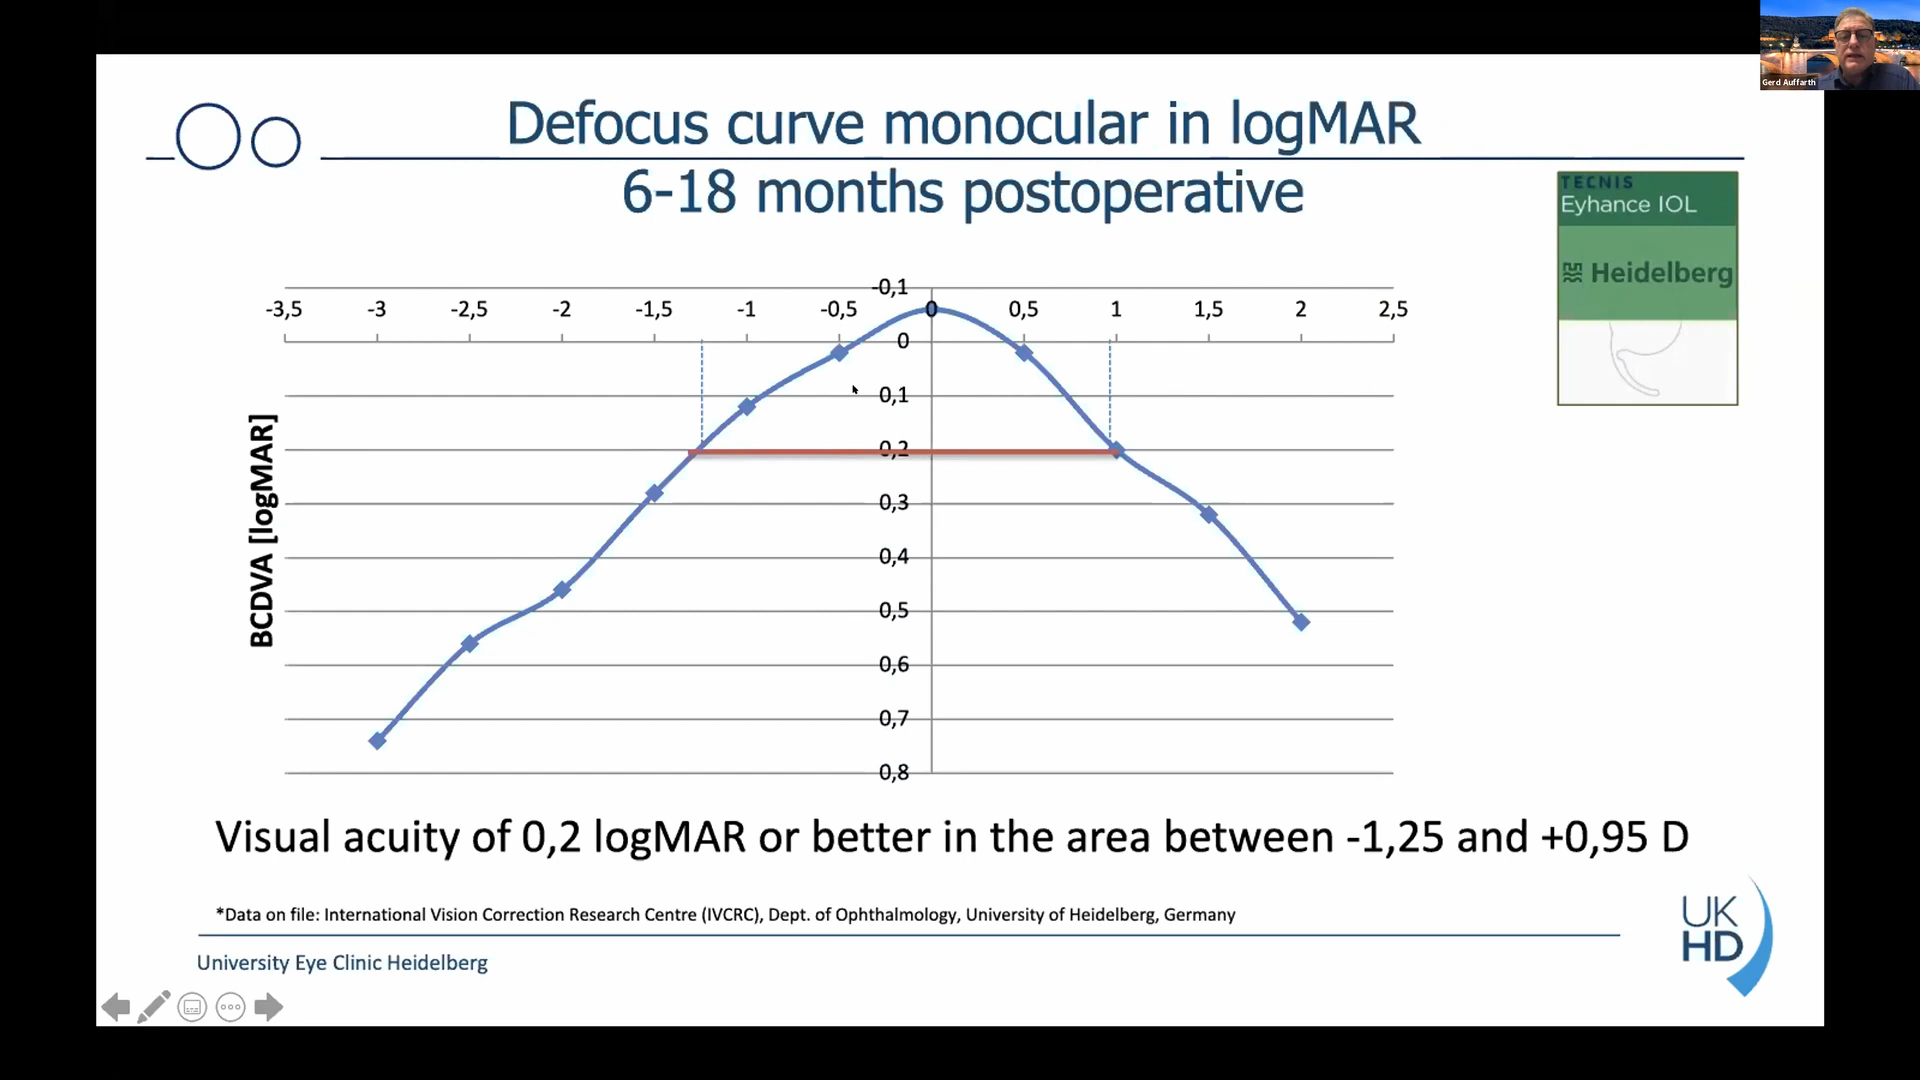 Gerd Auffarth
Defocus curve monocular in logMAR
6-18 months postoperative
TECNIS
Eyhance IOL
Heidelberg
-0,1
-3,5 -3 -2,5 -2 -1,5 -1 -0,5 0 0,5 1 1,5 2 2,5
0
0,1
0,2
0,3
0,4
0,5
0,6
0,7
0,8
BCDVA [logMAR]
Visual acuity of 0,2 logMAR or better in the area between -1,25 and +0,95 D
*Data on file: International Vision Correction Research Centre (IVCRC), Dept. of Ophthalmology, University of Heidelberg, Germany
University Eye Clinic Heidelberg
UK
HD